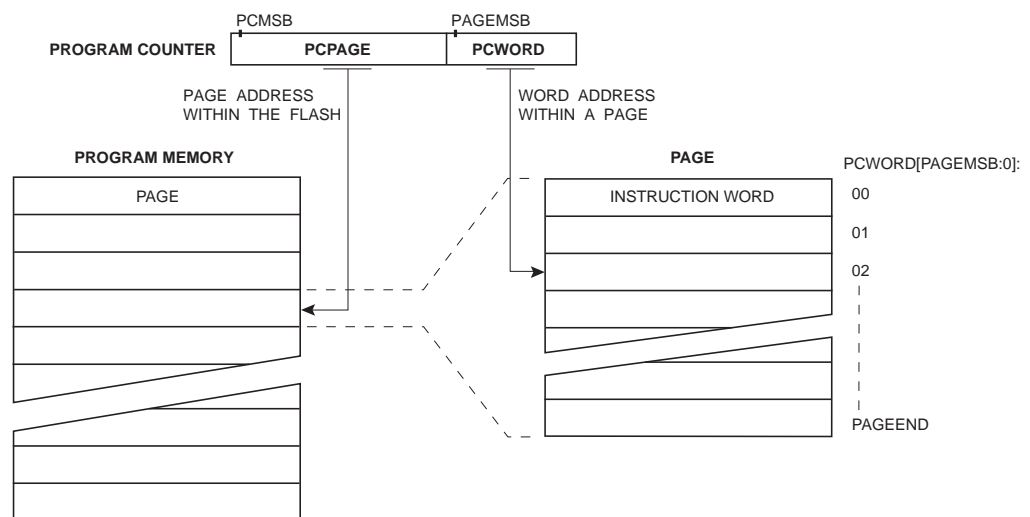 PCMSB
PAGEMSB
PROGRAM COUNTER
PCPAGE
PCWORD
PAGE ADDRESS
WITHIN THE FLASH
WORD ADDRESS
WITHIN A PAGE
PROGRAM MEMORY
PAGE
PCWORD[PAGEMSB:0]:
PAGE
INSTRUCTION WORD
00
01
02
PAGEEND